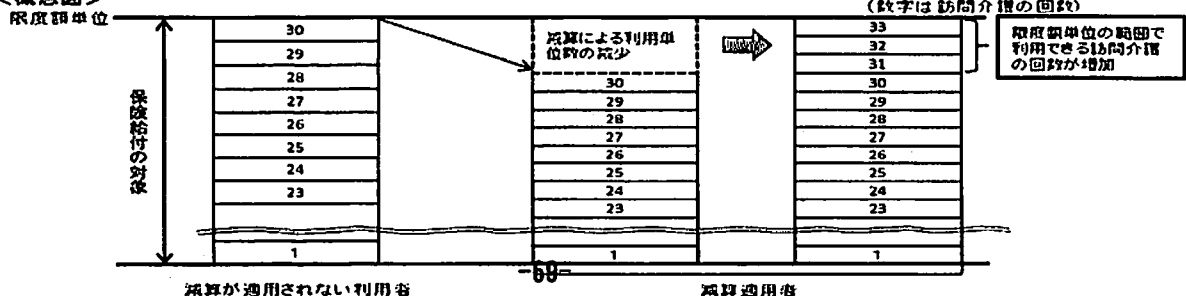 <概念図>
(数字は訪問介護の回数)
限度額単位
保険給付の対象
30
29
28
27
26
25
24
23
1
減算による利用単
位数の減少
30
29
28
27
26
25
24
23
1
33
32
31
30
29
28
27
26
25
24
23
1
限度額単位の範囲で
利用できる訪問介護
の回数が増加
-69-
減算が適用されない利用者
減算適用者